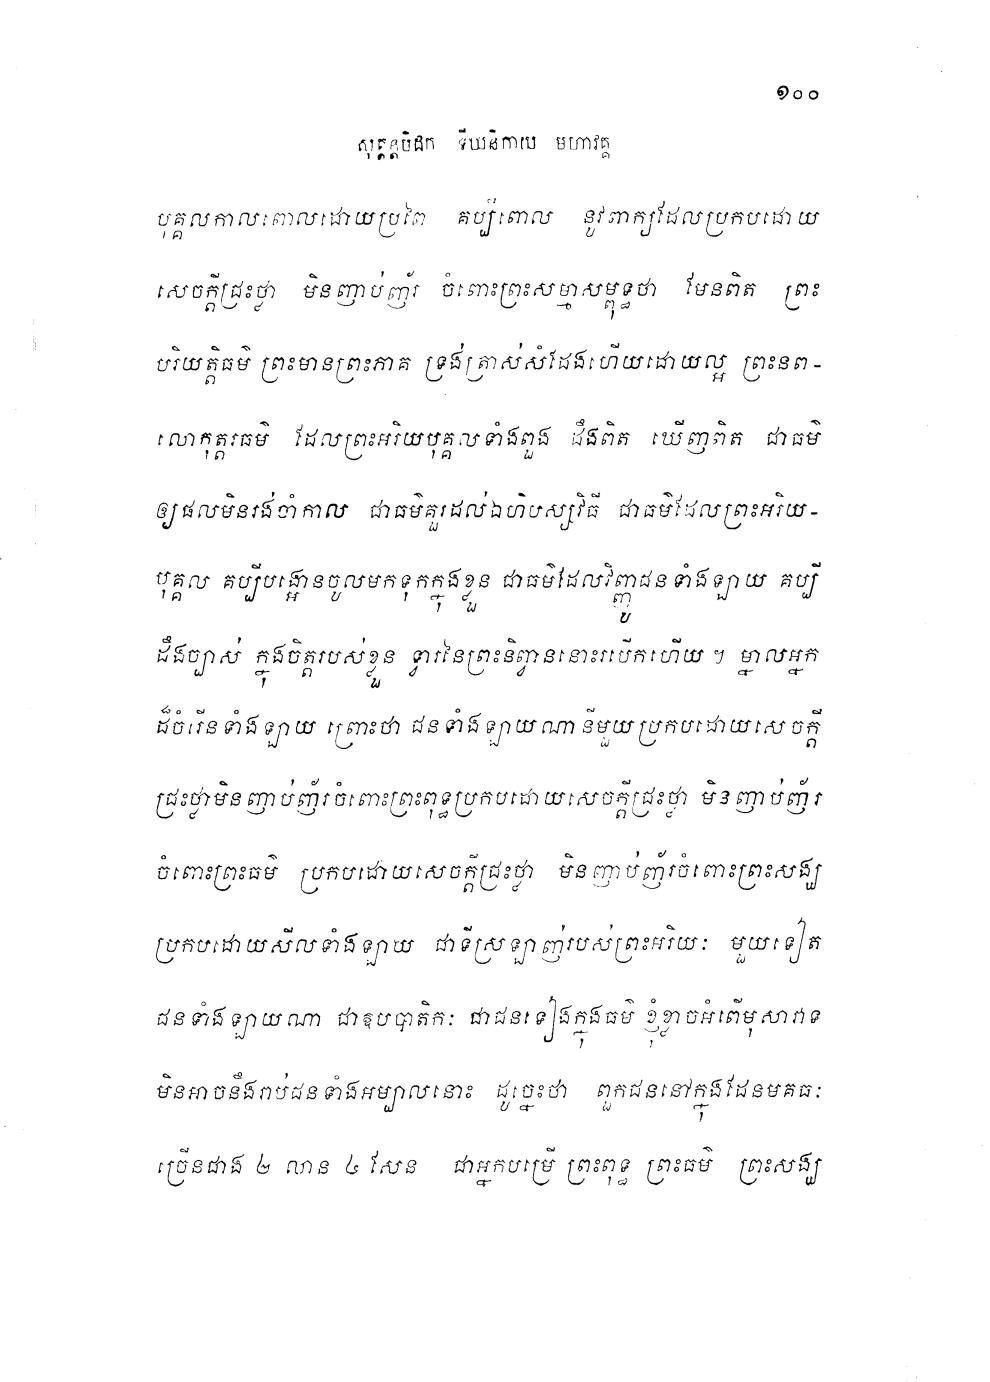 ១០០
សុត្តន្តបិដក ទីឃនិកាយ មហាវគ្គ
បុគ្គលកាលពោលដោយប្រពៃ គប្បីពោល នូវពាក្យដែលប្រកបដោយ
សេចក្តីជ្រះថ្លា មិនញាប់ញ័រ ចំពោះព្រះសម្មាសម្ពុទ្ធថា មែនពិត ព្រះ
បរិយត្តិធម៌ ព្រះមានព្រះភាគ ទ្រង់ត្រាស់សំដែងហើយដោយល្អ ព្រះនព-
លោកុត្តរធម៌ ដែលព្រះអរិយបុគ្គលទាំងពួង ដឹងពិត ឃើញពិត ជាធម៌
ឲ្យផលមិនរង់ចាំកាល ជាធម៌គួរដល់ឯហិបស្សវិធី ជាធម៌ដែលព្រះអរិយ-
បុគ្គល គប្បីបង្អោនចូលមកទុកក្នុងខ្លួន ជាធម៌ដែលវិញ្ញូជនទាំងឡាយ គប្បី
ដឹងច្បាស់ ក្នុងចិត្តរបស់ខ្លួន ទ្វារនៃព្រះនិព្វាននោះរបើកហើយ ។ ម្នាលអ្នក
ដ៏ចំរើនទាំងឡាយ ព្រោះថា ជនទាំងឡាយណានីមួយប្រកបដោយសេចក្តី
ជ្រះថ្លាមិនញាប់ញ័រចំពោះព្រះពុទ្ធប្រកបដោយសេចក្តីជ្រះថ្លា មិនញាប់ញ័រ
ចំពោះព្រះធម៌ ប្រកបដោយសេចក្តីជ្រះថ្លា មិនញាប់ញ័រចំពោះព្រះសង្ឃ
ប្រកបដោយសីលទាំងឡាយ ជាទីស្រឡាញ់របស់ព្រះអរិយៈ មួយទៀត
ជនទាំងឡាយណា ជាឧបបាតិកៈ ជាជនទៀងក្នុងធម៌ ខ្ញុំខ្លាចអំពើមុសាវាទ
មិនអាចនឹងរាប់ជនទាំងអម្បាលនោះ ដូច្នេះថា ពួកជននៅក្នុងដែនមគធៈ
ច្រើនជាង ២ លាន ៤ សែន ជាអ្នកបម្រើ ព្រះពុទ្ធ ព្រះធម៌ ព្រះសង្ឃ